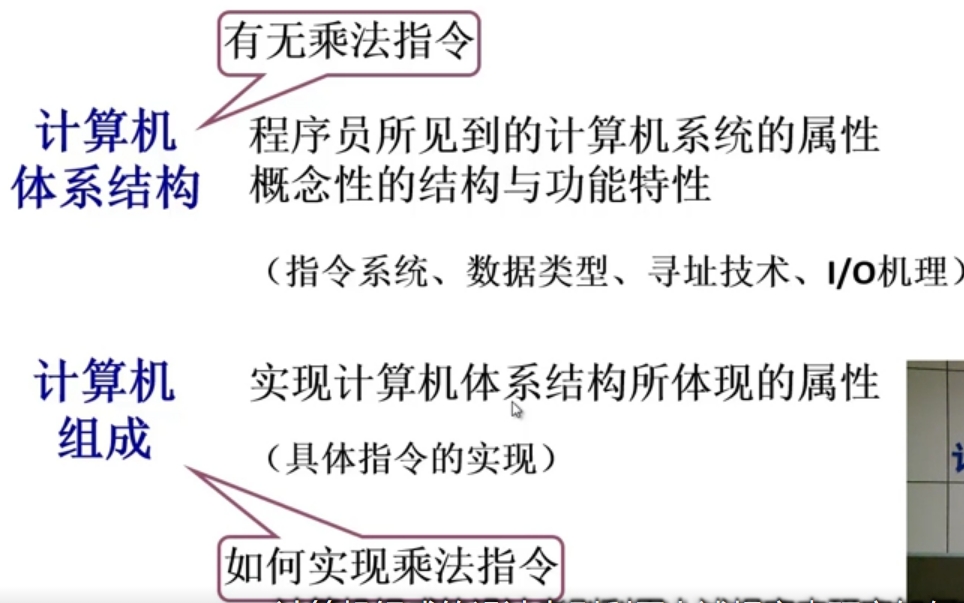 有无乘法指令
计算机
体系结构
程序员所见到的计算机系统的属性
概念性的结构与功能特性
（指令系统、数据类型、寻址技术、I/O机理）
计算机
组成
实现计算机体系结构所体现的属性
（具体指令的实现）
如何实现乘法指令